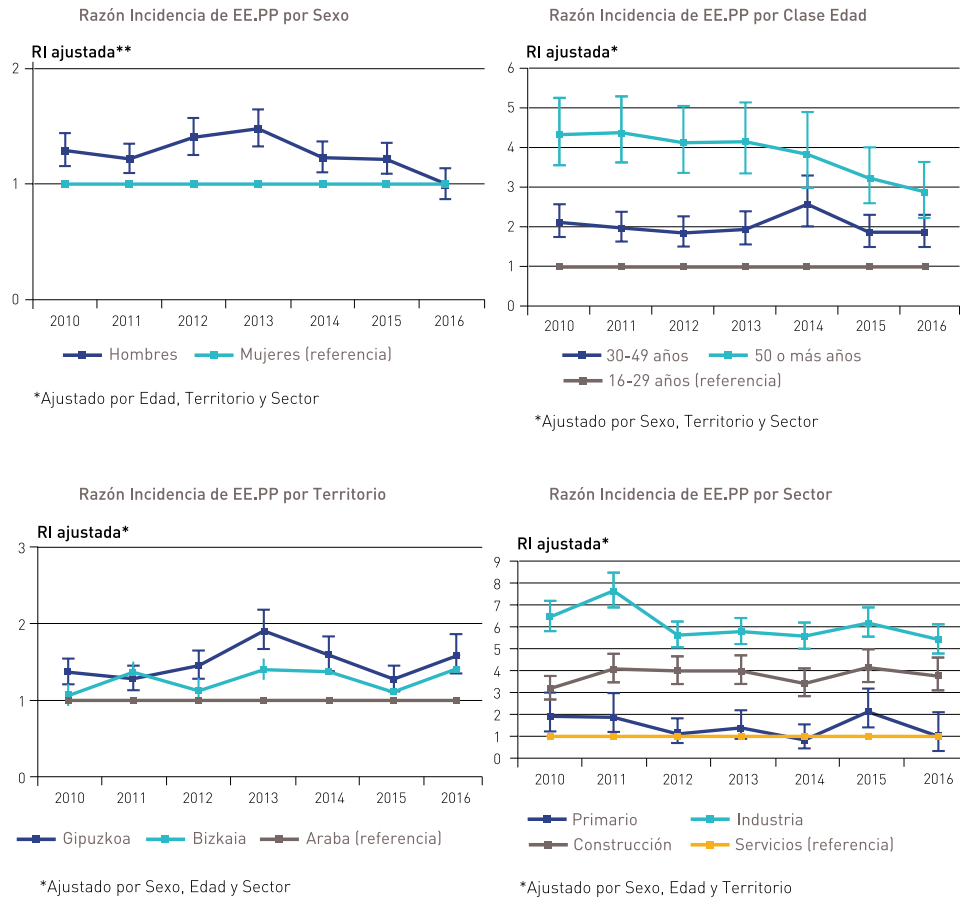 Razón Incidencia de EE.PP por Sexo
RI ajustada**
2
1
0
2010 2011 2012 2013 2014 2015 2016
Hombres Mujeres (referencia)
*Ajustado por Edad, Territorio y Sector
Razón Incidencia de EE.PP por Clase Edad
RI ajustada*
6
5
4
3
2
1
0
2010 2011 2012 2013 2014 2015 2016
30-49 años 50 o más años
16-29 años (referencia)
*Ajustado por Sexo, Territorio y Sector
Razón Incidencia de EE.PP por Territorio
RI ajustada*
3
2
1
0
2010 2011 2012 2013 2014 2015 2016
Gipuzkoa Bizkaia Araba (referencia)
*Ajustado por Sexo, Edad y Sector
Razón Incidencia de EE.PP por Sector
RI ajustada*
9
8
7
6
5
4
3
2
1
0
2010 2011 2012 2013 2014 2015 2016
Primario Industria
Construcción Servicios (referencia)
*Ajustado por Sexo, Edad y Territorio